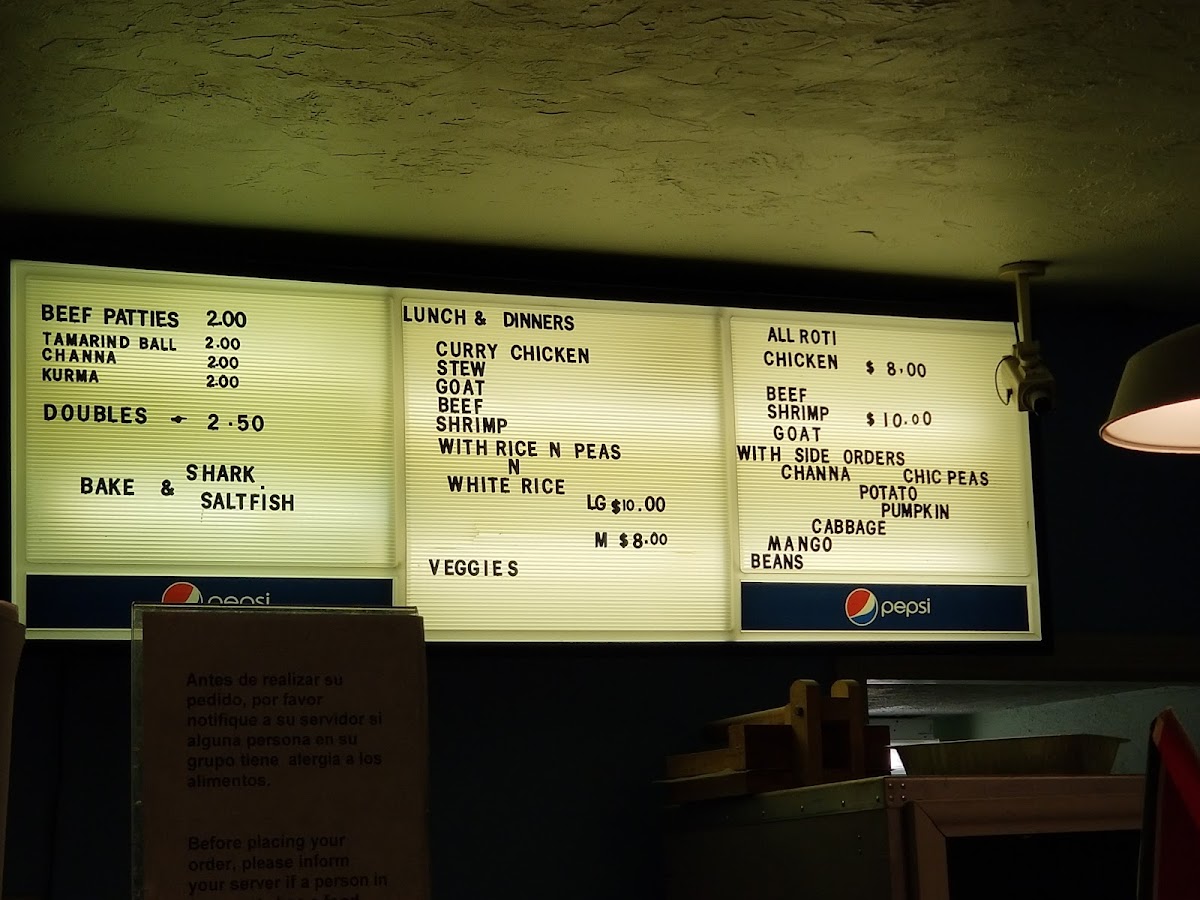 BEEF PATTIES 2.00
TAMARIND BALL 2.00
CHANNA 2.00
KURMA 2.00
DOUBLES - 2.50
SHARK
BAKE & SALTFISH
pepsi
LUNCH & DINNERS
CURRY CHICKEN
STEW
GOAT
BEEF
SHRIMP
WITH RICE N PEAS
N
WHITE RICE
LG $10.00
M $8.00
VEGGIES
ALL ROTI
CHICKEN $ 8.00
BEEF
SHRIMP $10.00
GOAT
WITH SIDE ORDERS
CHANNA CHIC PEAS
POTATO
PUMPKIN
CABBAGE
MANGO
BEANS
pepsi
Antes de realizar su
pedido, por favor
notifique a su servidor si
alguna persona en su
grupo tiene alergia a los
alimentos.
Before placing your
order, please inform
your server if a person in